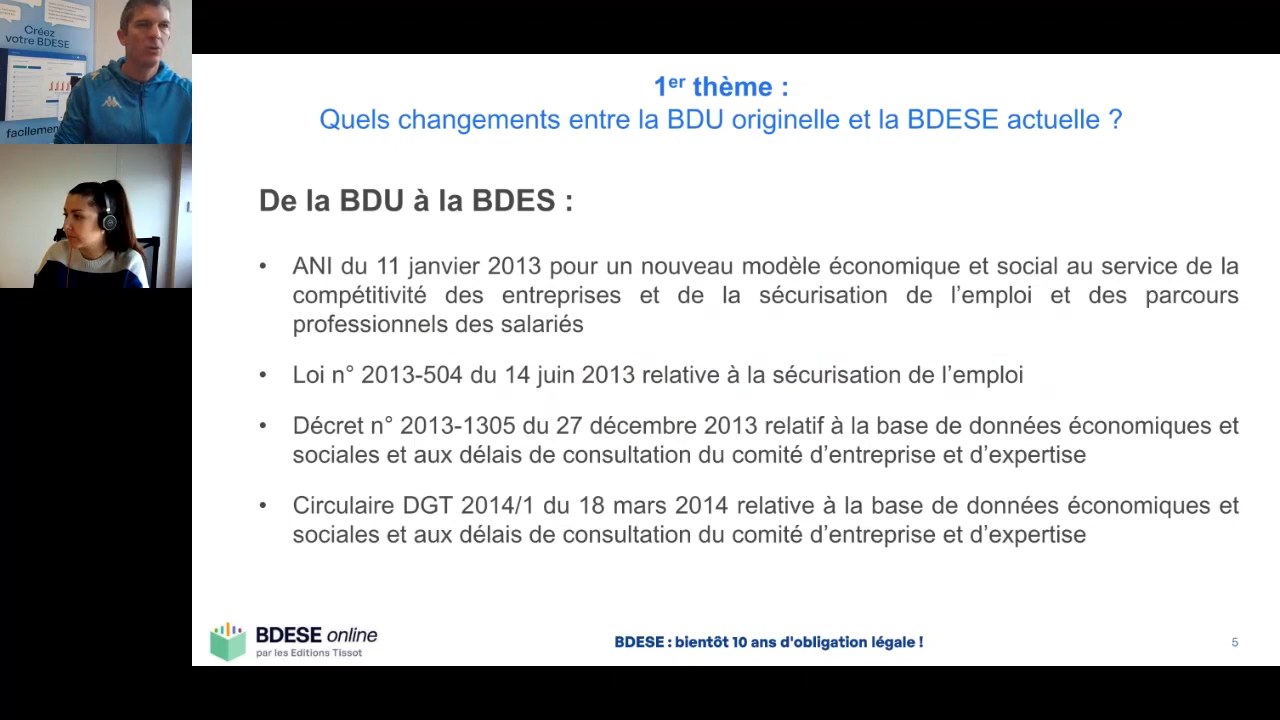 Créez
votre BDESE
facilement
1er thème :
Quels changements entre la BDU originelle et la BDESE actuelle ?
De la BDU à la BDES :
• ANI du 11 janvier 2013 pour un nouveau modèle économique et social au service de la
compétitivité des entreprises et de la sécurisation de l’emploi et des parcours
professionnels des salariés
• Loi n° 2013-504 du 14 juin 2013 relative à la sécurisation de l’emploi
• Décret n° 2013-1305 du 27 décembre 2013 relatif à la base de données économiques et
sociales et aux délais de consultation du comité d’entreprise et d’expertise
• Circulaire DGT 2014/1 du 18 mars 2014 relative à la base de données économiques et
sociales et aux délais de consultation du comité d’entreprise et d’expertise
BDESE online
par les Editions Tissot
BDESE : bientôt 10 ans d'obligation légale !
5